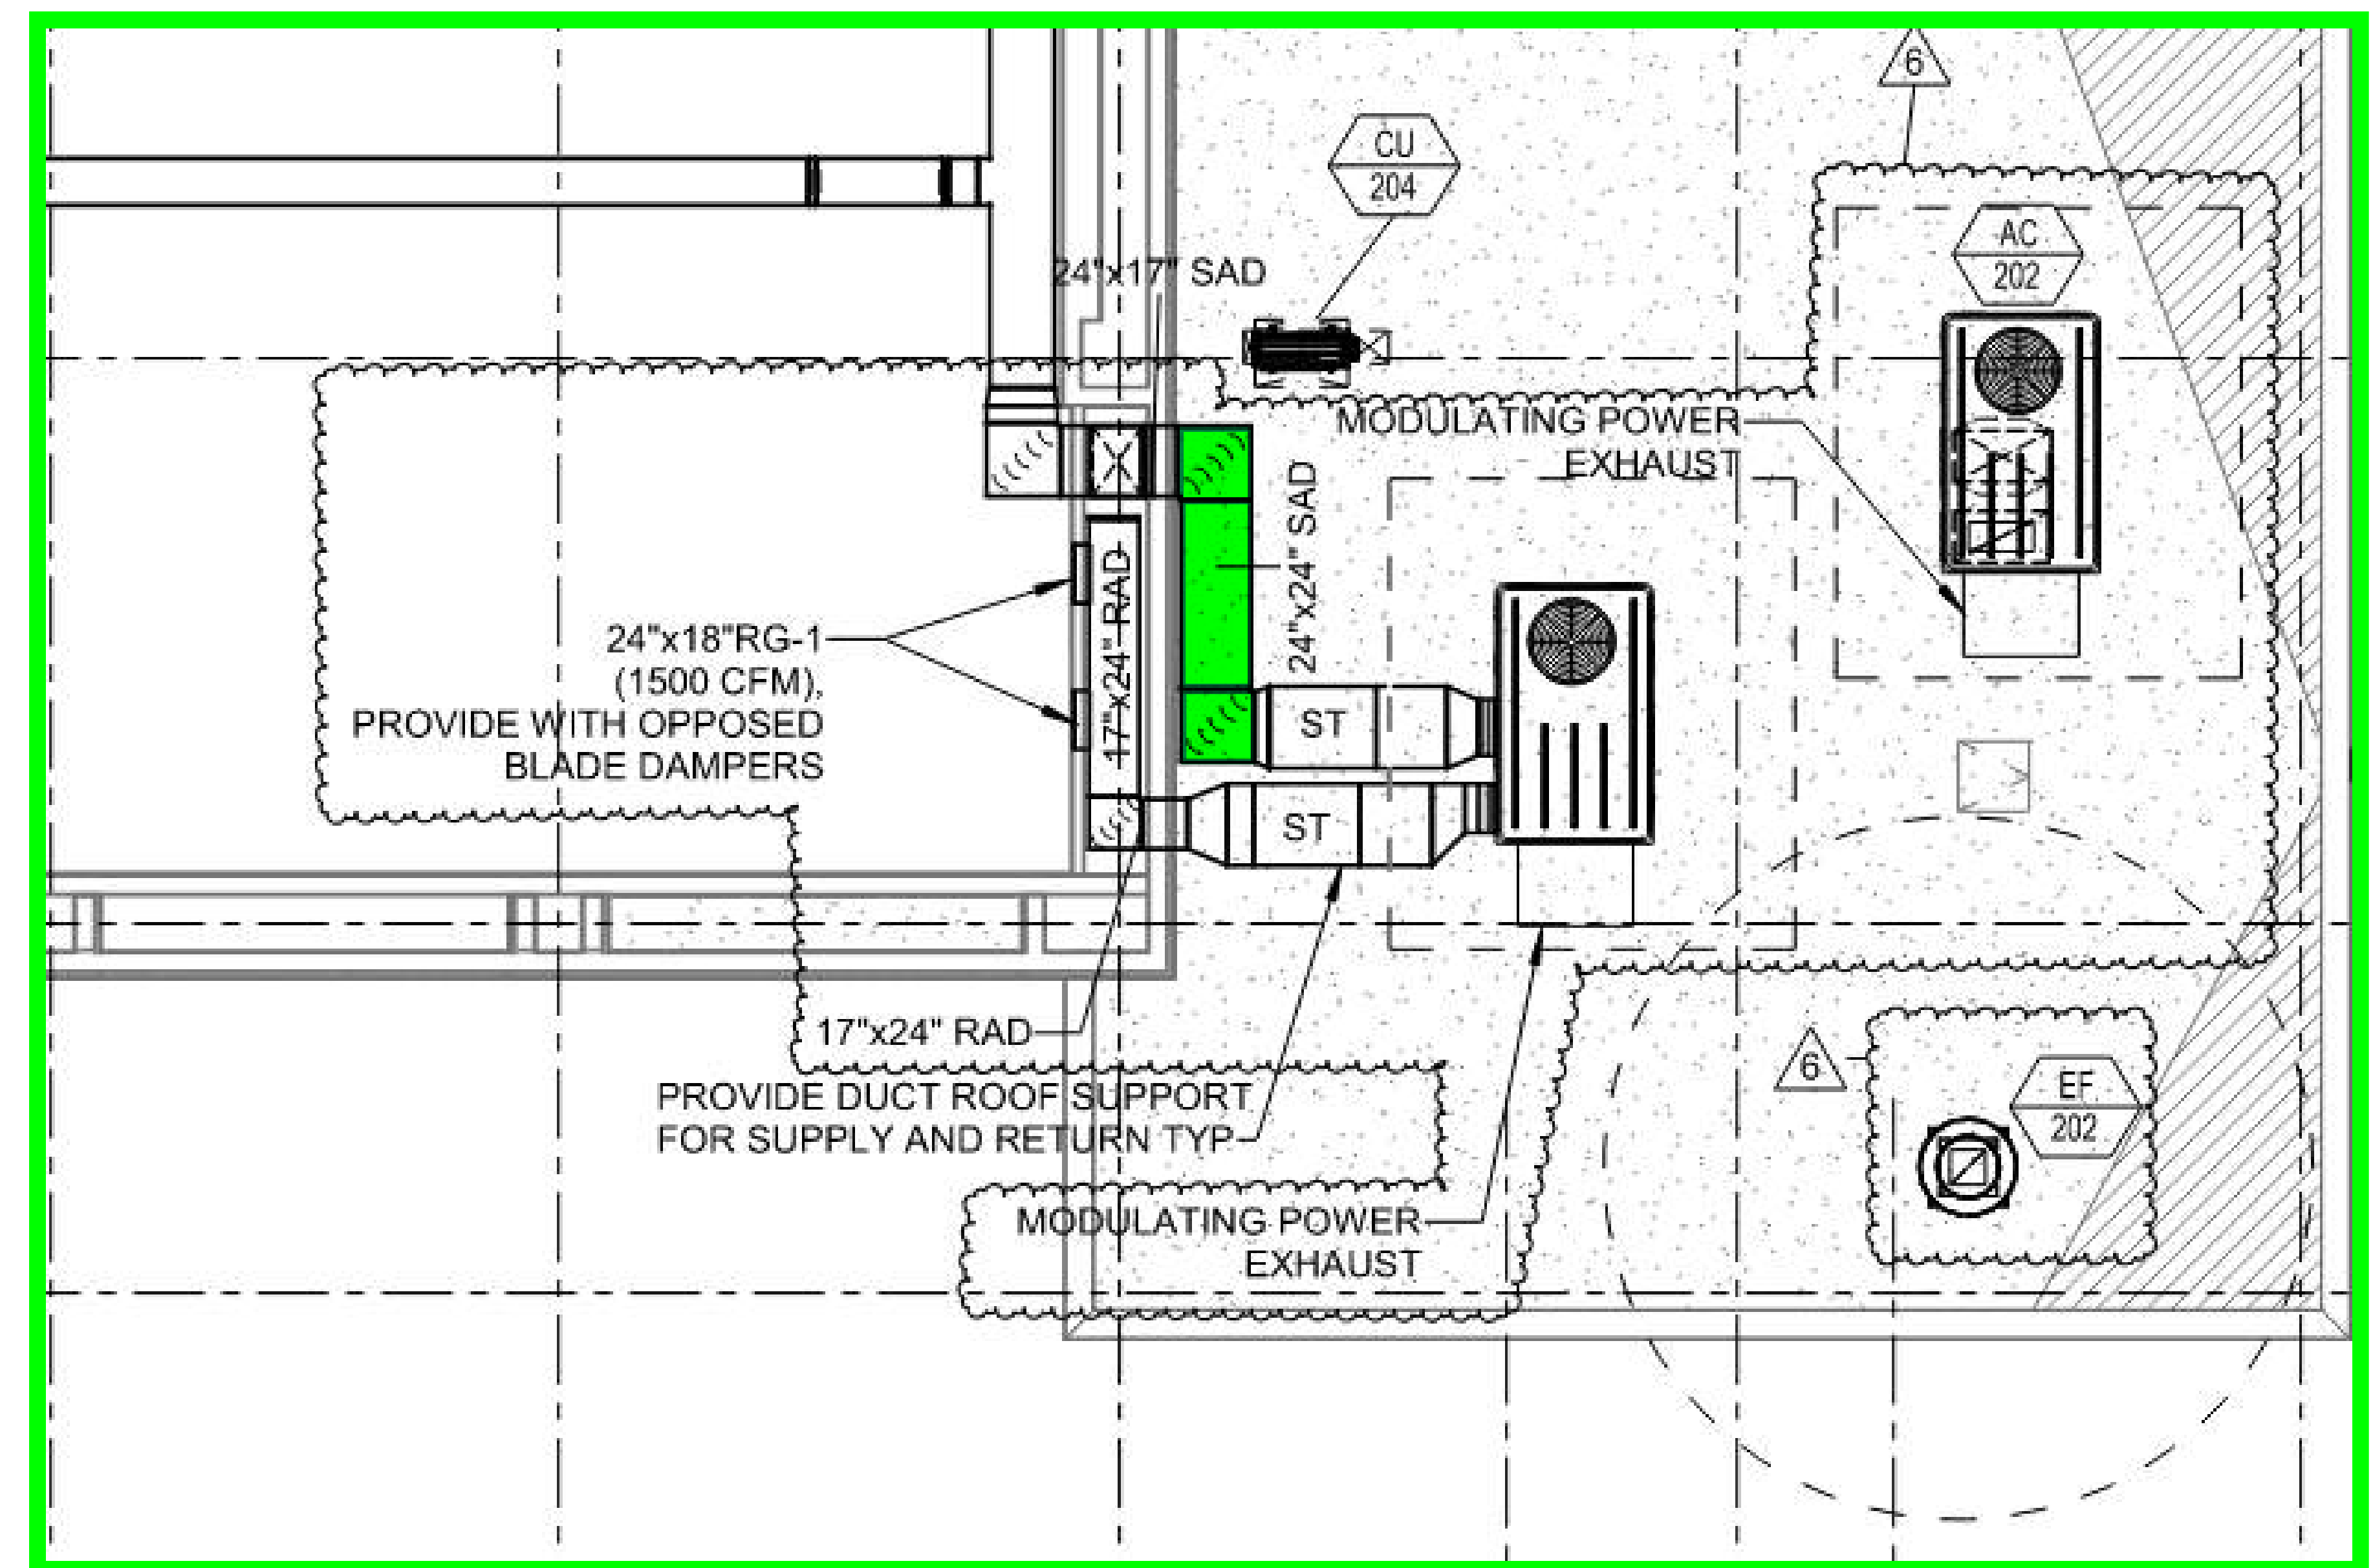 6
CU
204
AC
202
24"x17" SAD
MODULATING POWER
EXHAUST
24"x24" SAD
17"x24" RAD
24"x18"RG-1
(1500 CFM),
PROVIDE WITH OPPOSED
BLADE DAMPERS
ST
ST
17"x24" RAD
6
EF
202
PROVIDE DUCT ROOF SUPPORT
FOR SUPPLY AND RETURN TYP
MODULATING POWER
EXHAUST